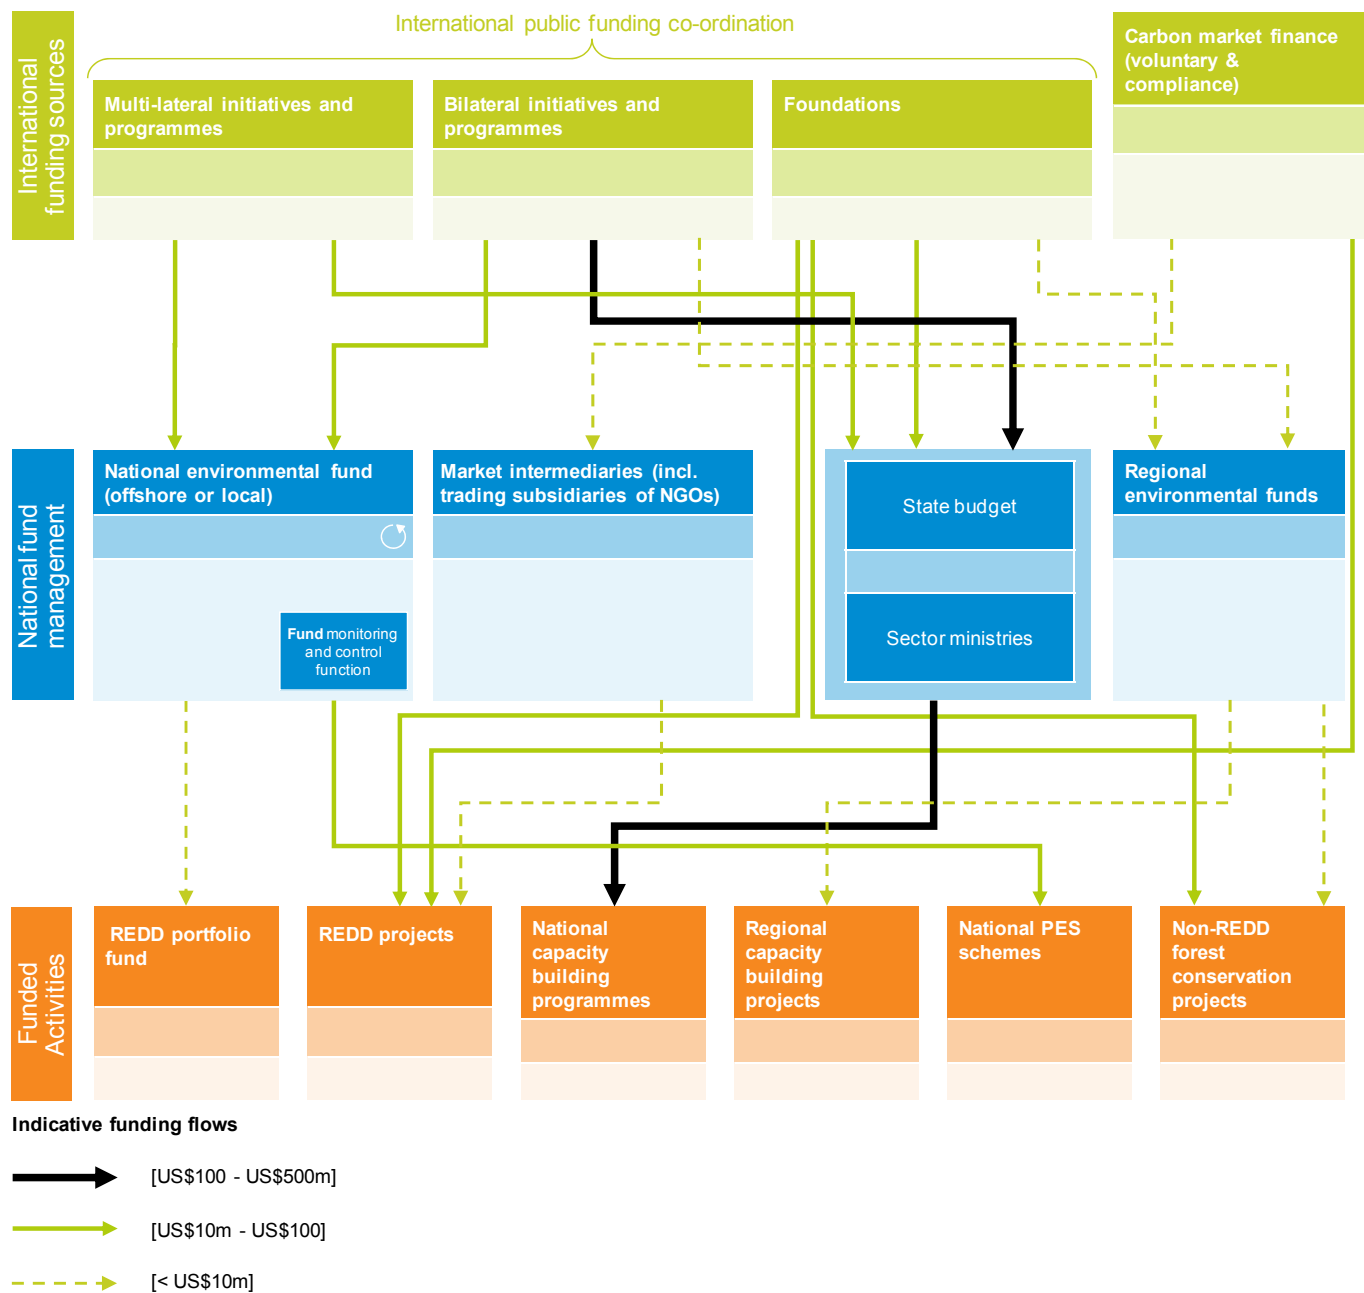 International public funding co-ordination
International
funding sources
Multi-lateral initiatives and
programmes
Bilateral initiatives and
programmes
Foundations
Carbon market finance
(voluntary &
compliance)
National fund
management
National environmental fund
(offshore or local)
Fund monitoring
and control
function
Market intermediaries (incl.
trading subsidiaries of NGOs)
State budget
Sector ministries
Regional
environmental funds
Funded
Activities
REDD portfolio
fund
REDD projects
National
capacity
building
programmes
Regional
capacity
building
projects
National PES
schemes
Non-REDD
forest
conservation
projects
Indicative funding flows
[US$100 - US$500m]
[US$10m - US$100]
[< US$10m]